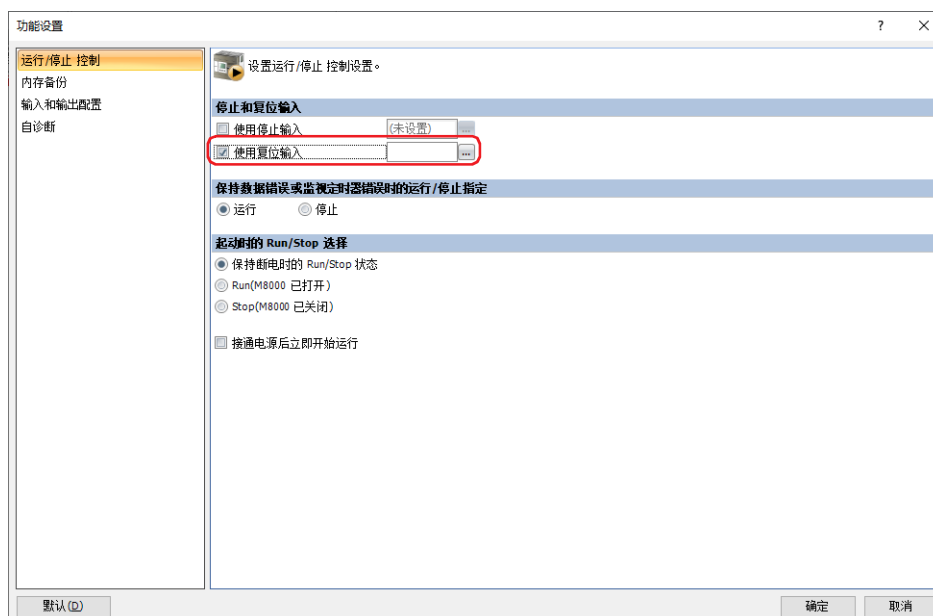 功能设置
?
运行/停止 控制
内存备份
输入和输出配置
自诊断
设置运行/停止 控制设置。
停止和复位输入
使用停止输入 (未设置) ...
使用复位输入 ...
保持数据错误或监视定时器错误时的运行/停止指定
运行 停止
起动时的 Run/Stop 选择
保持断电时的 Run/Stop 状态
Run(M8000 已打开)
Stop(M8000 已关闭)
接通电源后立即开始运行
默认(D) 确定 取消